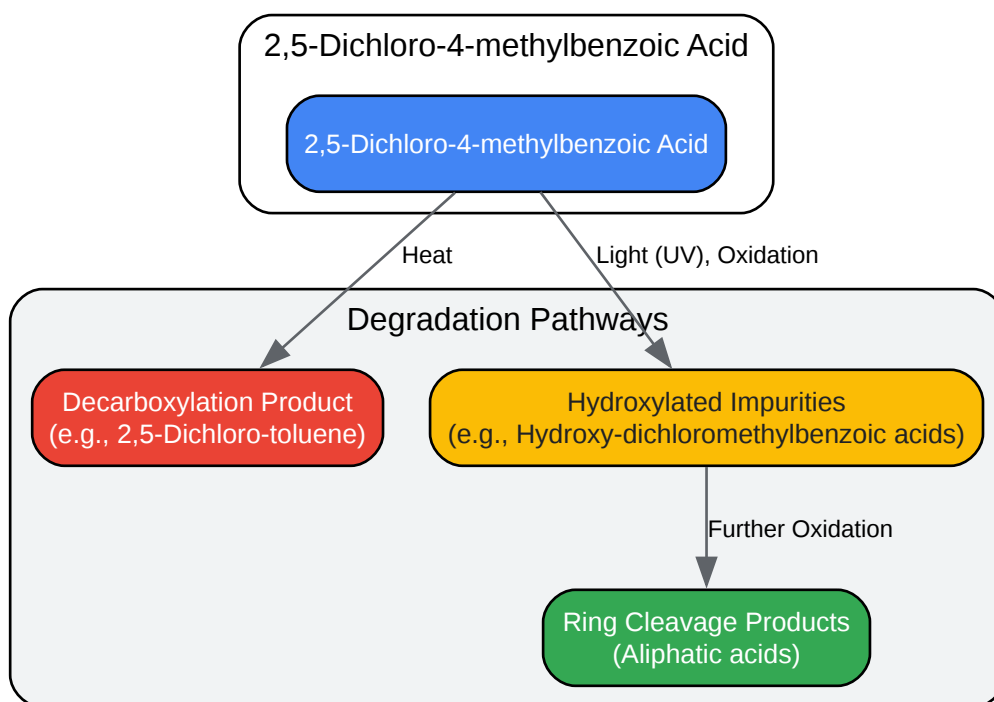 2,5-Dichloro-4-methylbenzoic Acid
2,5-Dichloro-4-methylbenzoic Acid
Heat
Light (UV), Oxidation
Degradation Pathways
Decarboxylation Product
(e.g., 2,5-Dichloro-toluene)
Hydroxylated Impurities
(e.g., Hydroxy-dichloromethylbenzoic acids)
Further Oxidation
Ring Cleavage Products
(Aliphatic acids)